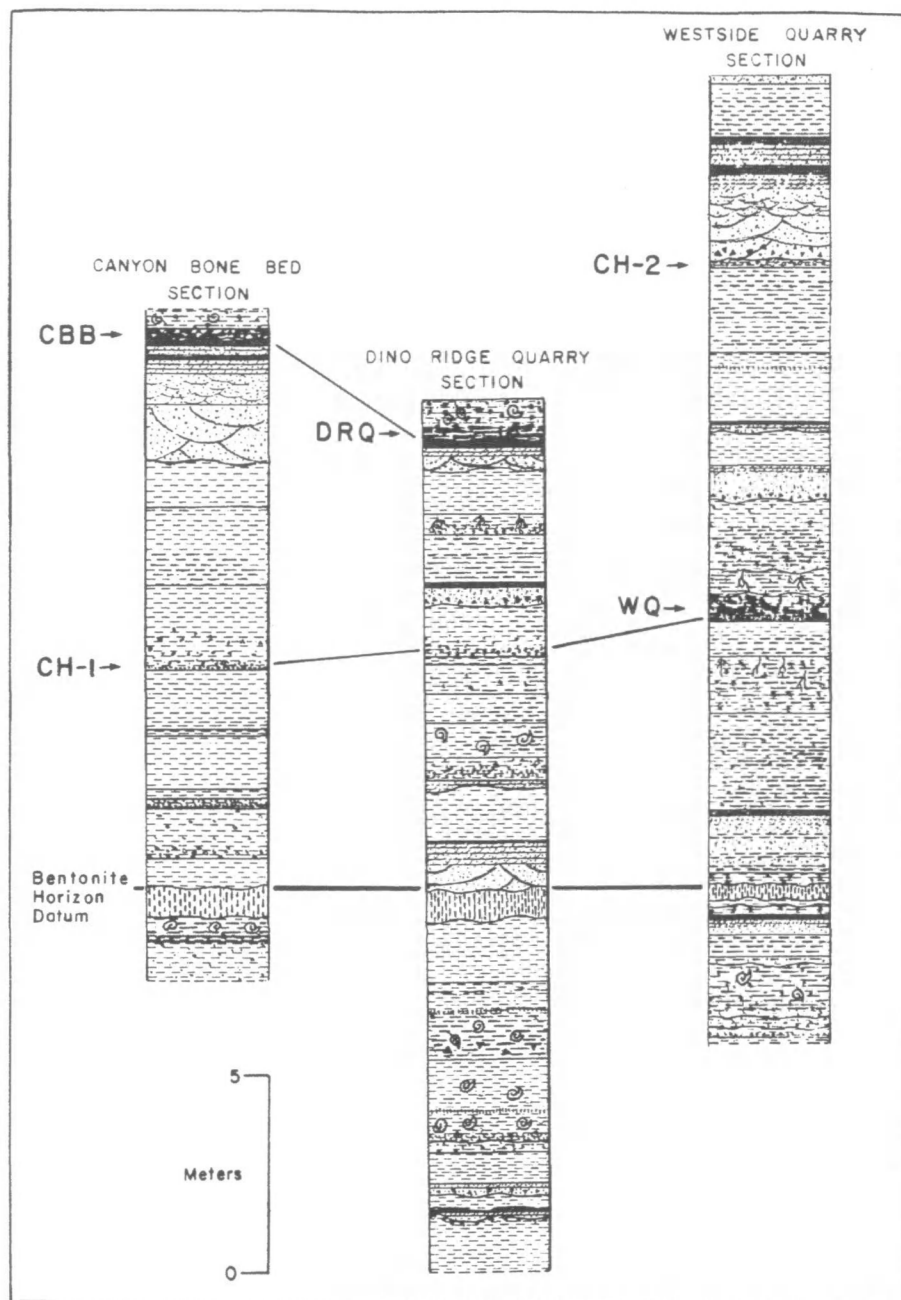 WESTSIDE QUARRY
SECTION
CH-2→
CANYON BONE BED
SECTION
CBB→
DINO RIDGE QUARRY
SECTION
DRQ→
WQ→
CH-1→
Bentonite
Horizon
Datum
5
Meters
0